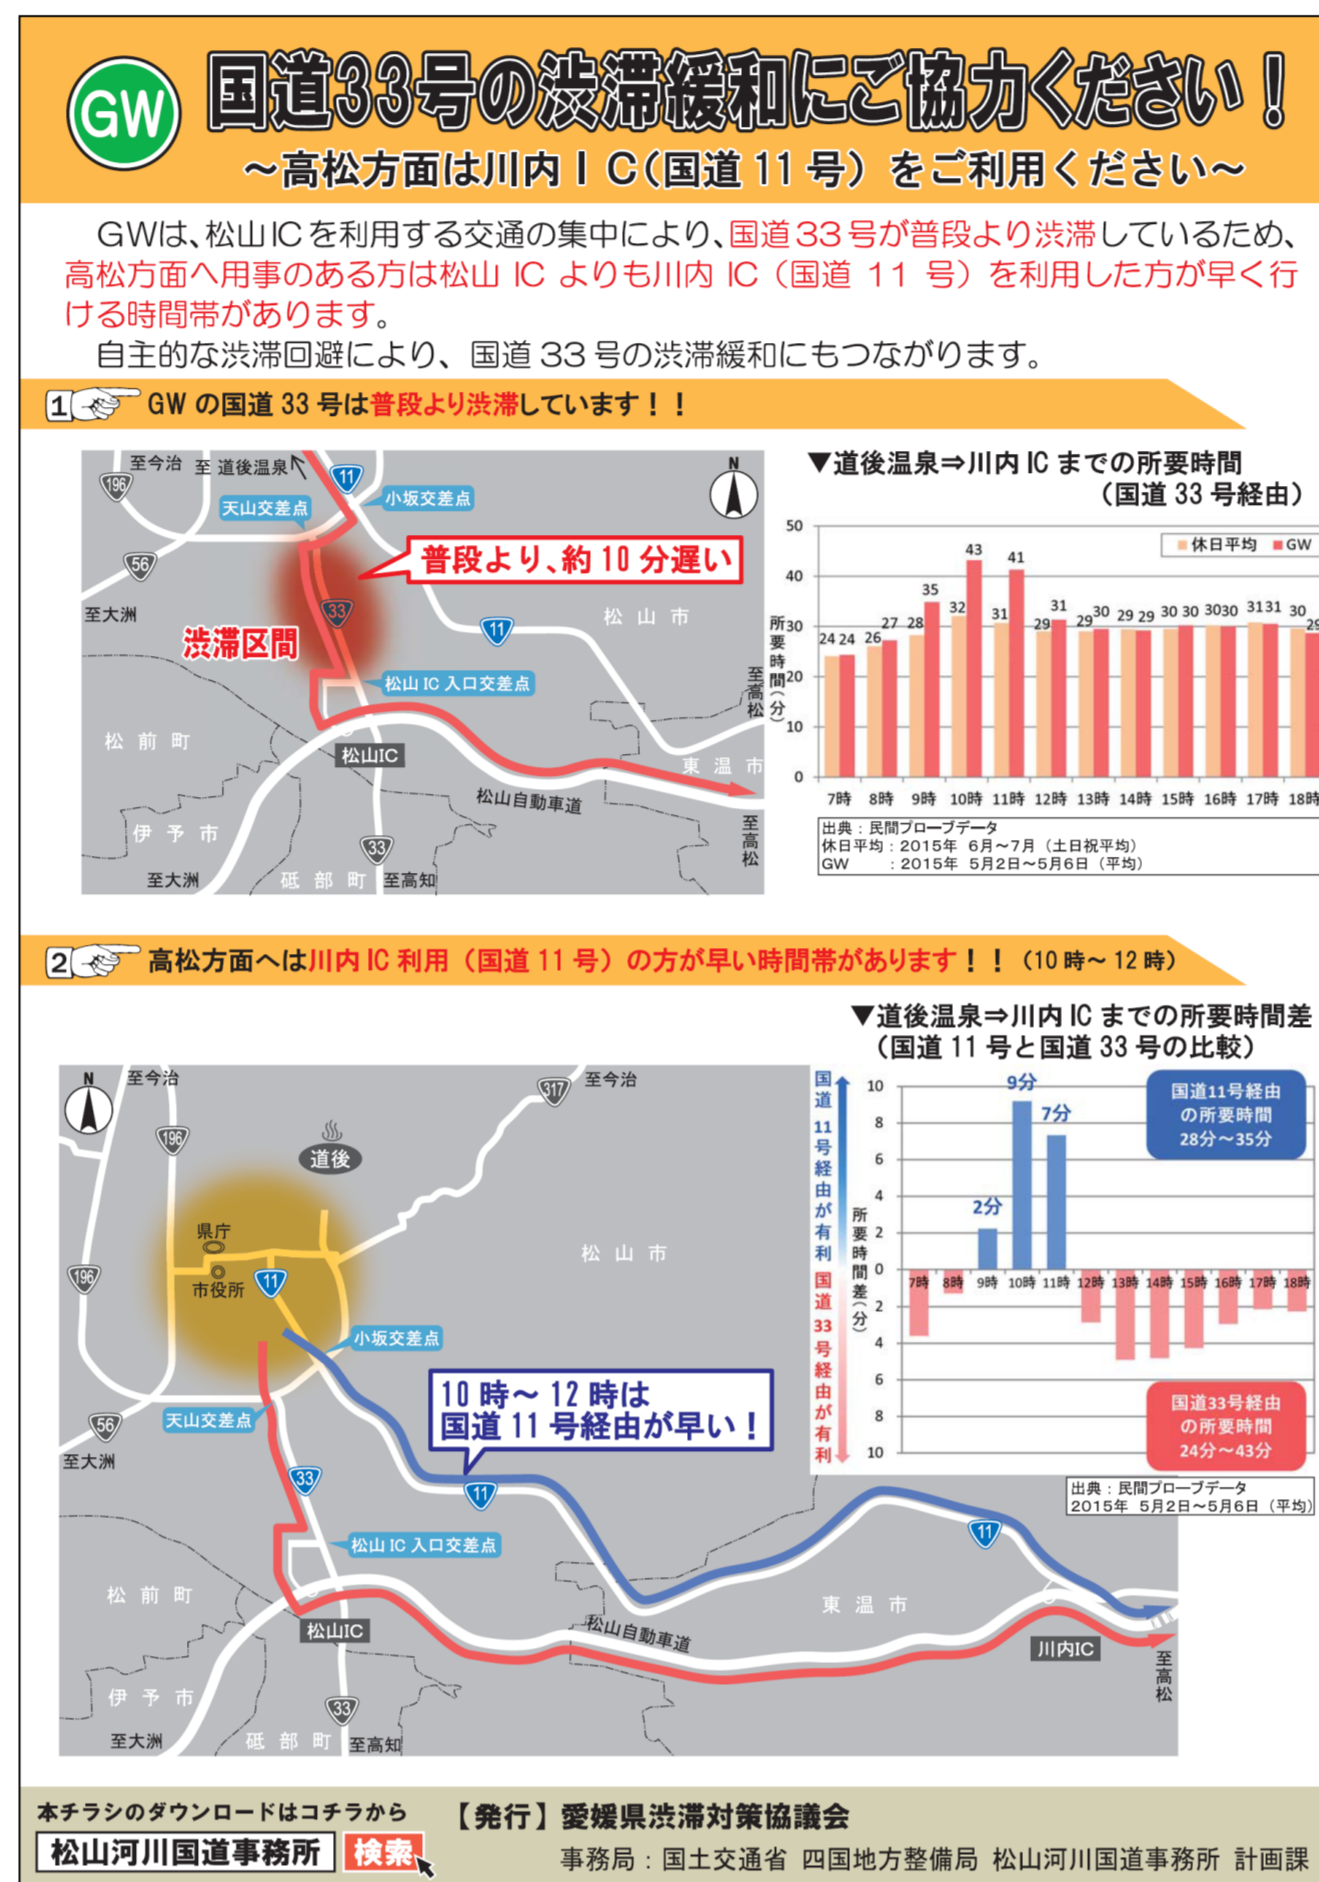 GW
国道33号の渋滞緩和にご協力ください！
～高松方面は川内ＩＣ（国道11号）をご利用ください～
GWは、松山ICを利用する交通の集中により、国道33号が普段より渋滞しているため、
高松方面へ用事のある方は松山 IC よりも川内 IC（国道 11 号）を利用した方が早く行
ける時間帯があります。
自主的な渋滞回避により、国道33号の渋滞緩和にもつながります。
1 GWの国道33号は普段より渋滞しています！！
至今治
至 道後温泉
196
11
天山交差点
小坂交差点
N
56
普段より、約10分遅い
至大洲
33
松山市
11
渋滞区間
至高松
松山IC入口交差点
松前町
松山IC
東温市
松山自動車道
伊予市
33
至高松
至大洲
砥部町
至高知
▼道後温泉⇒川内ICまでの所要時間
（国道33号経由）
休日平均 GW
所要時間（分）
50
40
30
20
10
0
24 24 26 27 28 35 32 43 31 41 29 31 29 30 29 29 30 30 30 30 31 31 30 29
7時 8時 9時 10時 11時 12時 13時 14時 15時 16時 17時 18時
出典：民間プローブデータ
休日平均：2015年 6月～7月（土日祝平均）
GW ：2015年 5月2日～5月6日（平均）
2 高松方面へは川内IC利用（国道11号）の方が早い時間帯があります！！（10時～12時）
▼道後温泉⇒川内ICまでの所要時間差
（国道11号と国道33号の比較）
N
至今治
317
至今治
196
道後
県庁
市役所
11
松山市
196
小坂交差点
10時～12時は
国道11号経由が早い！
天山交差点
56
至大洲
33
11
11
松山IC入口交差点
松前町
東温市
松山IC
松山自動車道
川内IC
至高松
伊予市
33
至大洲
砥部町
至高知
国道11号経由が有利
国道33号経由が有利
所要時間差（分）
10
8
6
4
2
0
2
4
6
8
10
2分
9分
7分
7時 8時 9時 10時 11時 12時 13時 14時 15時 16時 17時 18時
国道11号経由
の所要時間
28分～35分
国道33号経由
の所要時間
24分～43分
出典：民間プローブデータ
2015年 5月2日～5月6日（平均）
本チラシのダウンロードはコチラから
松山河川国道事務所 検索
【発行】愛媛県渋滞対策協議会
事務局：国土交通省 四国地方整備局 松山河川国道事務所 計画課